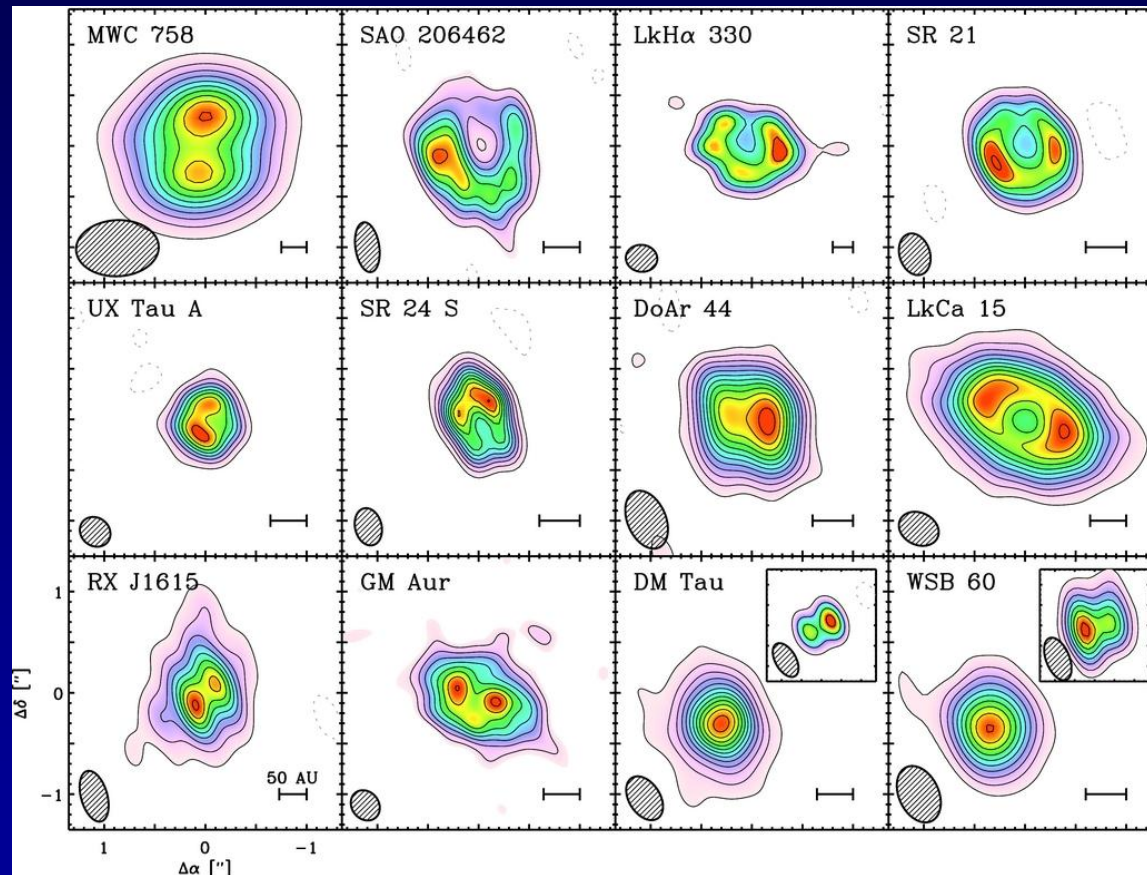 MWC 758
SAO 206462
LkHα 330
SR 21
UX Tau A
SR 24 S
DoAr 44
LkCa 15
RX J1615
GM Aur
DM Tau
WSB 60
1
0
-1
Δδ ["]
50 AU
1 0 -1
Δα ["]